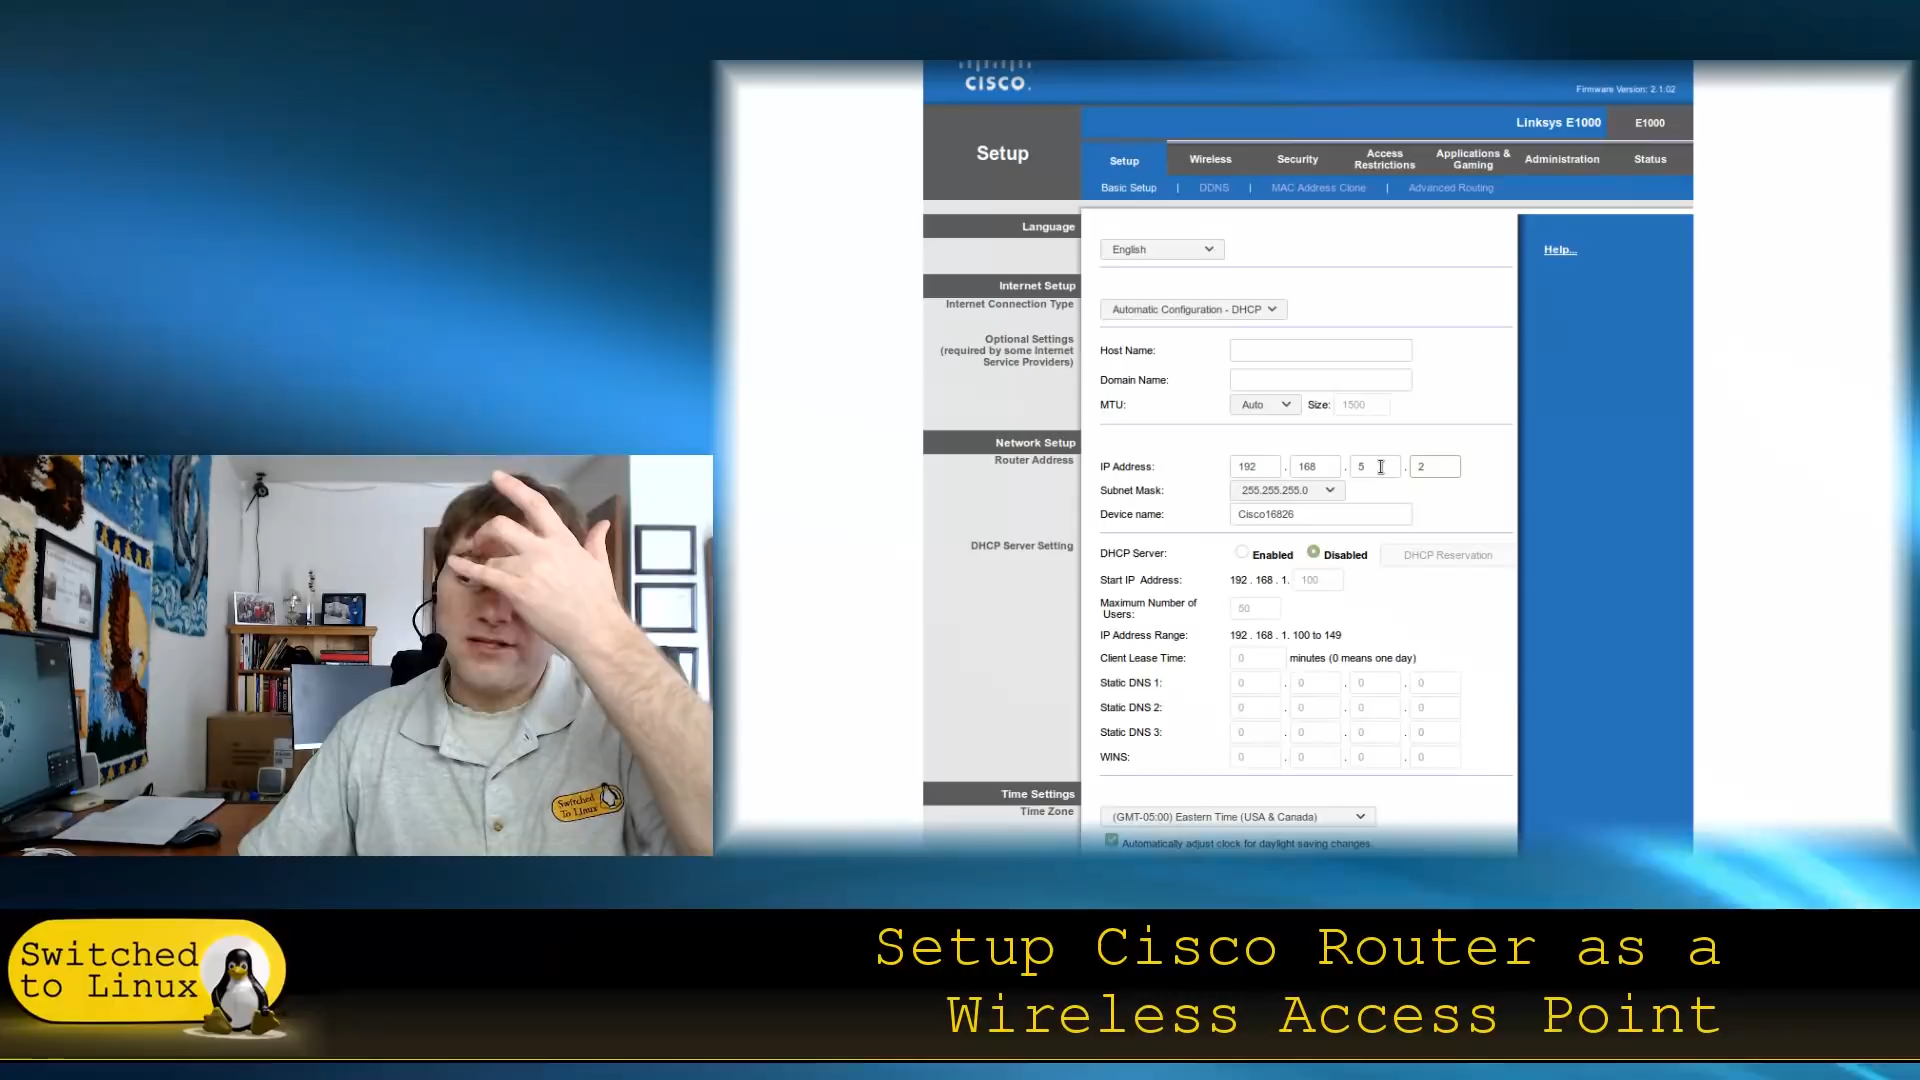 CISCO.
Firmware Version: 2.1.02
Linksys E1000 E1000
Setup
Setup Wireless Security Access Restrictions Applications & Gaming Administration Status
Basic Setup | DDNS | MAC Address Clone | Advanced Routing
Language
English
Help...
Internet Setup
Internet Connection Type
Automatic Configuration - DHCP
Optional Settings
(required by some Internet
Service Providers)
Host Name:
Domain Name:
MTU: Auto Size: 1500
Network Setup
Router Address
IP Address: 192 . 168 . 5 . 2
Subnet Mask: 255.255.255.0
Device name: Cisco16826
DHCP Server Setting
DHCP Server: Enabled Disabled DHCP Reservation
Start IP Address: 192 . 168 . 1. 100
Maximum Number of
Users: 50
IP Address Range: 192 . 168 . 1. 100 to 149
Client Lease Time: 0 minutes (0 means one day)
Static DNS 1: 0 . 0 . 0 . 0
Static DNS 2: 0 . 0 . 0 . 0
Static DNS 3: 0 . 0 . 0 . 0
WINS: 0 . 0 . 0 . 0
Time Settings
Time Zone
(GMT-05:00) Eastern Time (USA & Canada)
Automatically adjust clock for daylight saving changes.
Switched
To Linux
Switched
to Linux
Setup Cisco Router as a
Wireless Access Point